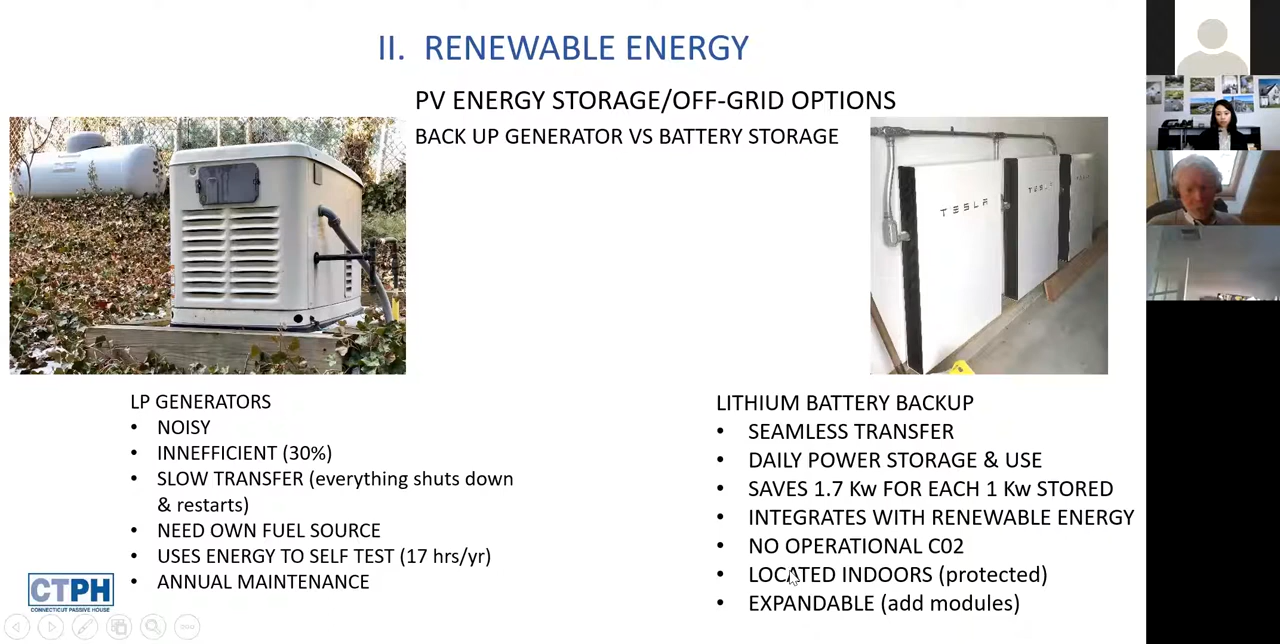 II. RENEWABLE ENERGY
PV ENERGY STORAGE/OFF-GRID OPTIONS
BACK UP GENERATOR VS BATTERY STORAGE
TESLA
TESLA
TESLA
LP GENERATORS
• NOISY
• INNEFFICIENT (30%)
• SLOW TRANSFER (everything shuts down
& restarts)
• NEED OWN FUEL SOURCE
• USES ENERGY TO SELF TEST (17 hrs/yr)
• ANNUAL MAINTENANCE
LITHIUM BATTERY BACKUP
• SEAMLESS TRANSFER
• DAILY POWER STORAGE & USE
• SAVES 1.7 Kw FOR EACH 1 Kw STORED
• INTEGRATES WITH RENEWABLE ENERGY
• NO OPERATIONAL C02
• LOCATED INDOORS (protected)
• EXPANDABLE (add modules)
CTPH
CONNECTICUT PASSIVE HOUSE